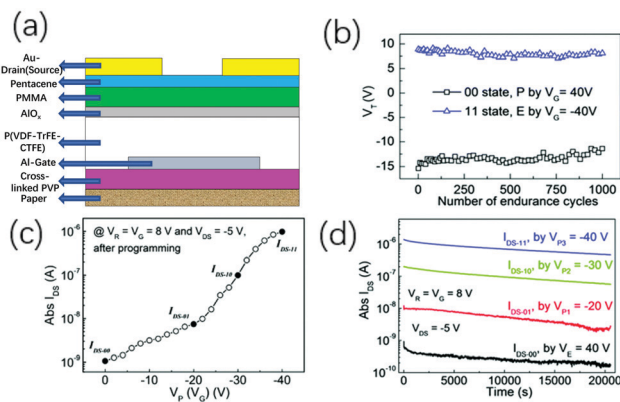 (a)
Au-
Drain(Source)
Pentacene
PMMA
AlOx
P(VDF-TrFE-
CTFE)
Al-Gate
Cross-
linked PVP
Paper
(b)
VT (V)
10
5
0
-5
-10
-15
00 state, P by VG = 40V
11 state, E by VG = -40V
0 250 500 750 1000
Number of endurance cycles
(c)
Abs IDS (A)
10-6
10-7
10-8
10-9
@ VR = VG = 8 V and VDS = -5 V,
after programming
IDS-11
IDS-10
IDS-01
IDS-00
0 -10 -20 -30 -40
VP (VG) (V)
(d)
Abs IDS (A)
10-5
10-6
10-7
10-8
10-9
10-10
IDS-11, by VP3 = -40 V
IDS-10, by VP2 = -30 V
VR = VG = 8 V
IDS-01, by VP1 = -20 V
VDS = -5 V
IDS-00, by VE = 40 V
0 5000 10000 15000 20000
Time (s)